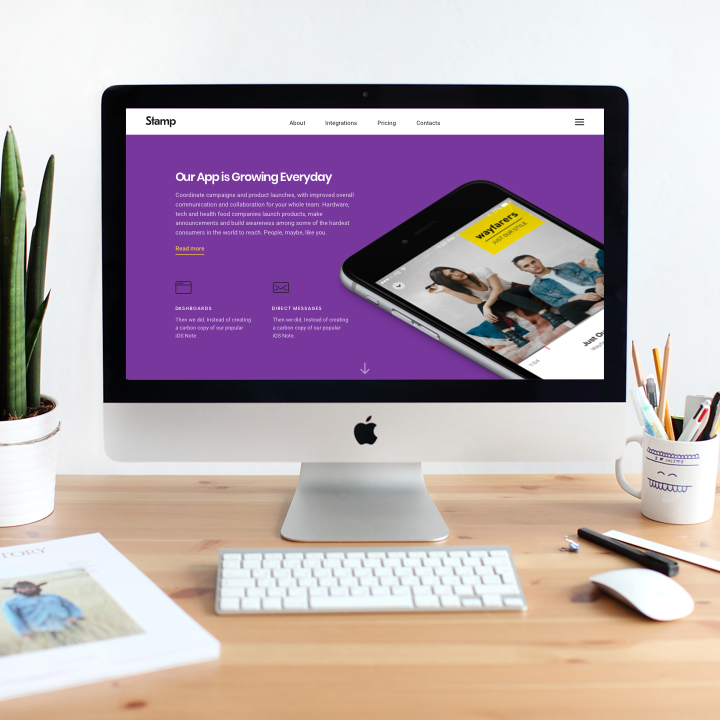 Stamp
About Integrations Pricing Contacts
Our App is Growing Everyday
Coordinate campaigns and product launches, with improved overall
communication and collaboration for your whole team. Hardware,
tech and health food companies launch products, make
announcements and build awareness among some of the hardest
consumers in the world to reach. People, maybe, like you.
Read more
DASHBOARDS
Then we did. Instead of creating
a carbon copy of our popular
iOS Note.
DIRECT MESSAGES
Then we did. Instead of creating
a carbon copy of our popular
iOS Note.
wayfarers
JUST OUR STYLE
Just
TORY